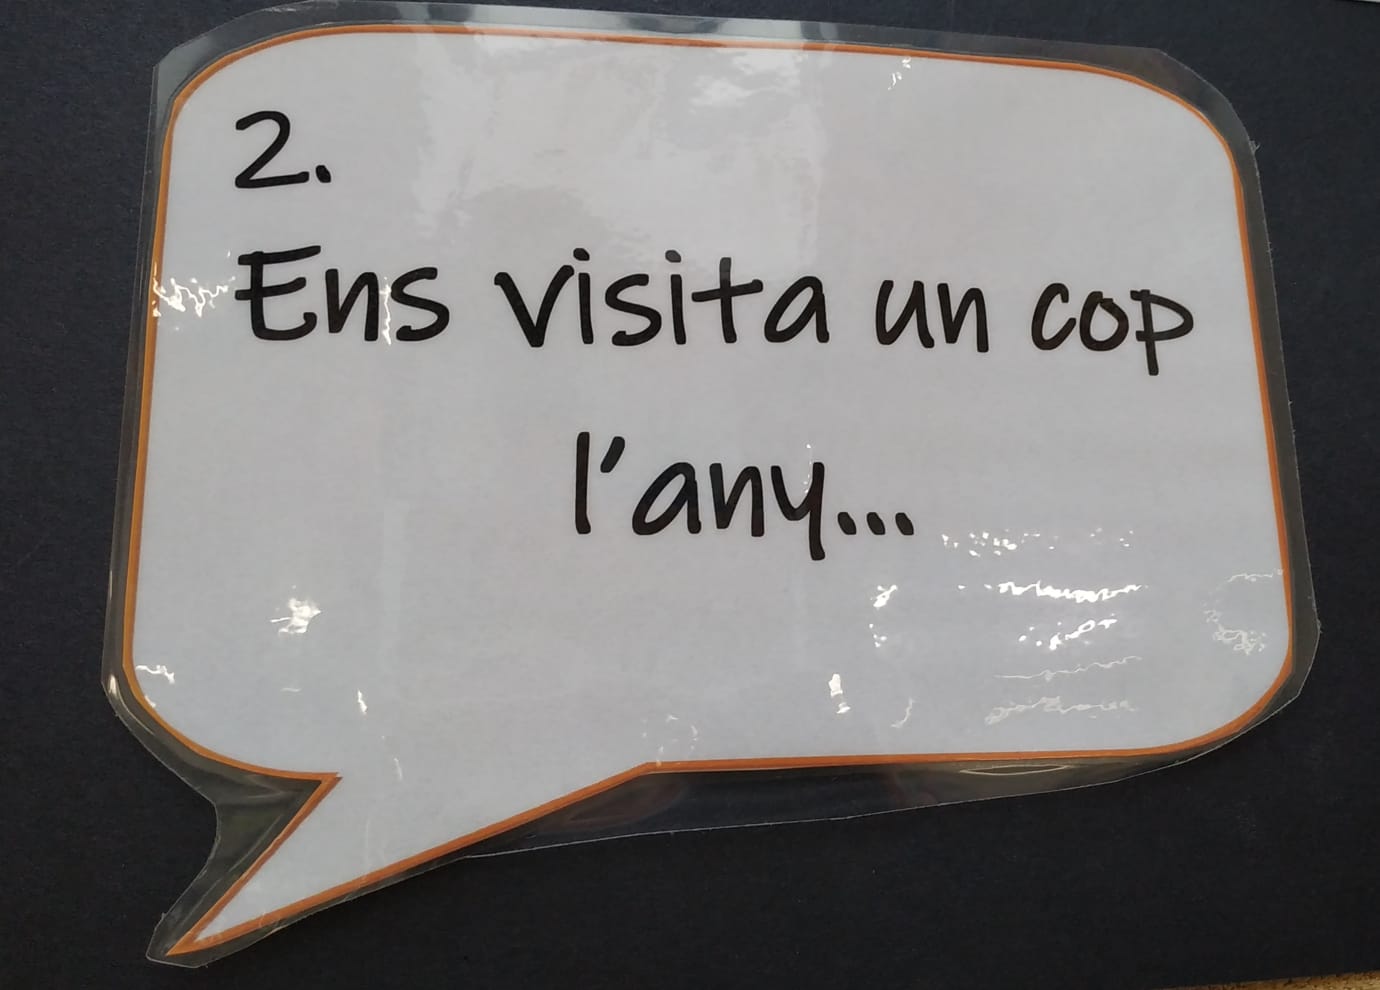 2.
Ens visita un cop
l'any...